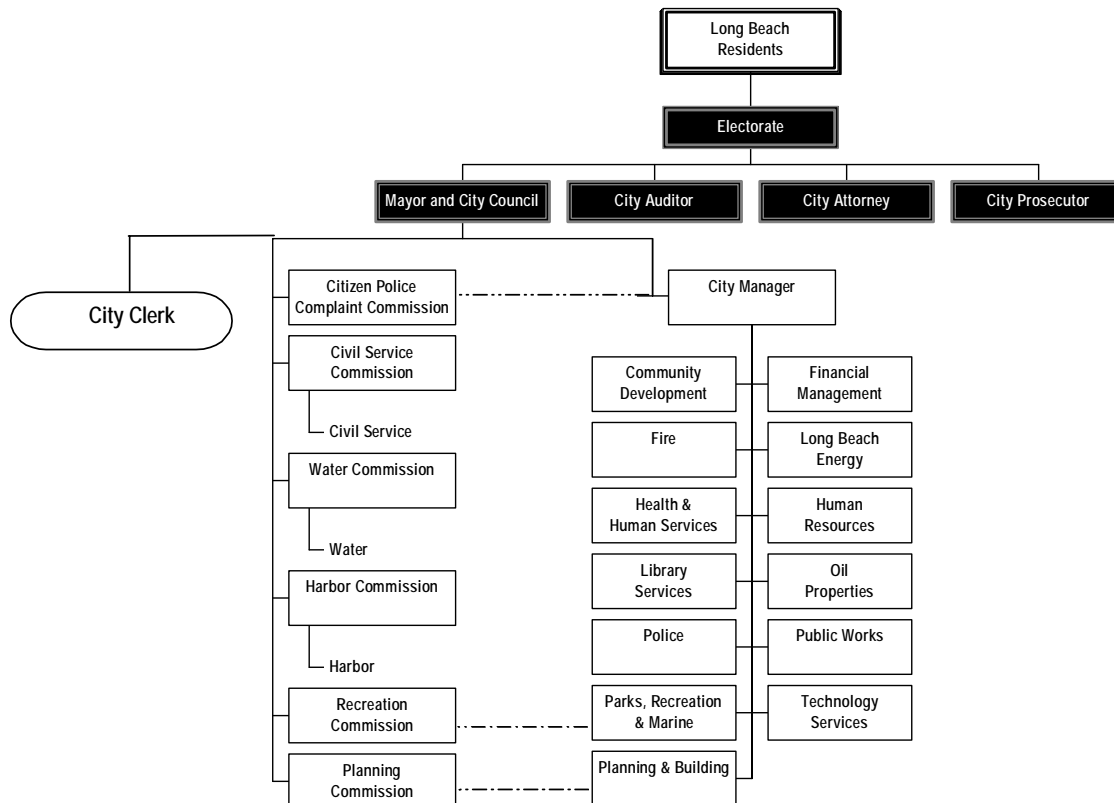 Long Beach
Residents
Electorate
Mayor and City Council
City Auditor
City Attorney
City Prosecutor
City Clerk
Citizen Police
Complaint Commission
City Manager
Civil Service
Commission
Civil Service
Water Commission
Water
Harbor Commission
Harbor
Recreation
Commission
Planning
Commission
Community
Development
Financial
Management
Fire
Long Beach
Energy
Health &
Human Services
Human
Resources
Library
Services
Oil
Properties
Police
Public Works
Parks, Recreation
& Marine
Technology
Services
Planning & Building